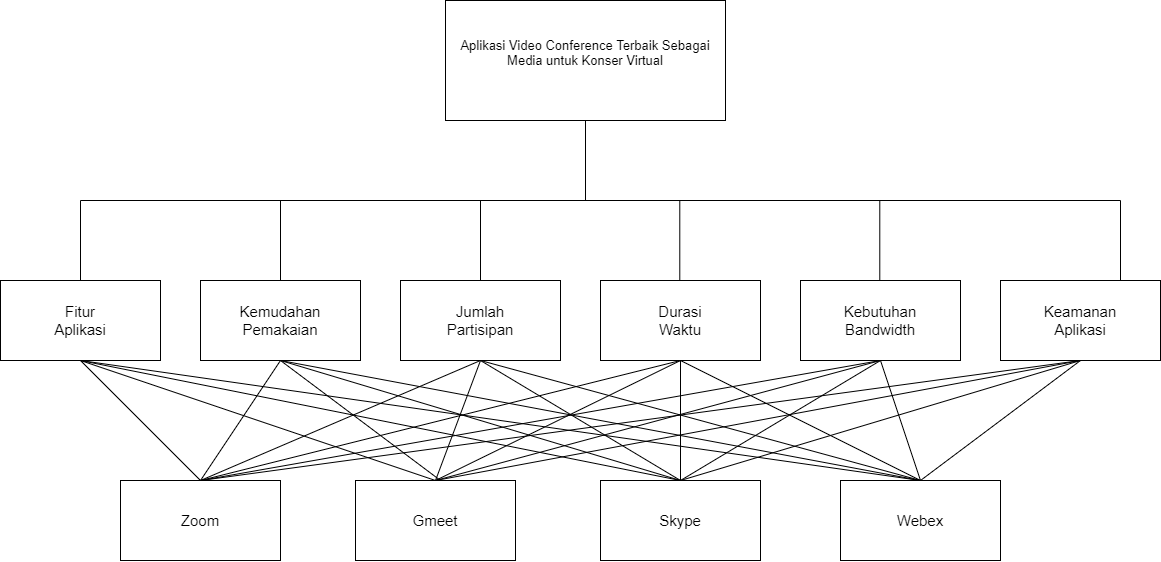 Aplikasi Video Conference Terbaik Sebagai
Media untuk Konser Virtual
Fitur
Aplikasi
Kemudahan
Pemakaian
Jumlah
Partisipan
Durasi
Waktu
Kebutuhan
Bandwidth
Keamanan
Aplikasi
Zoom
Gmeet
Skype
Webex